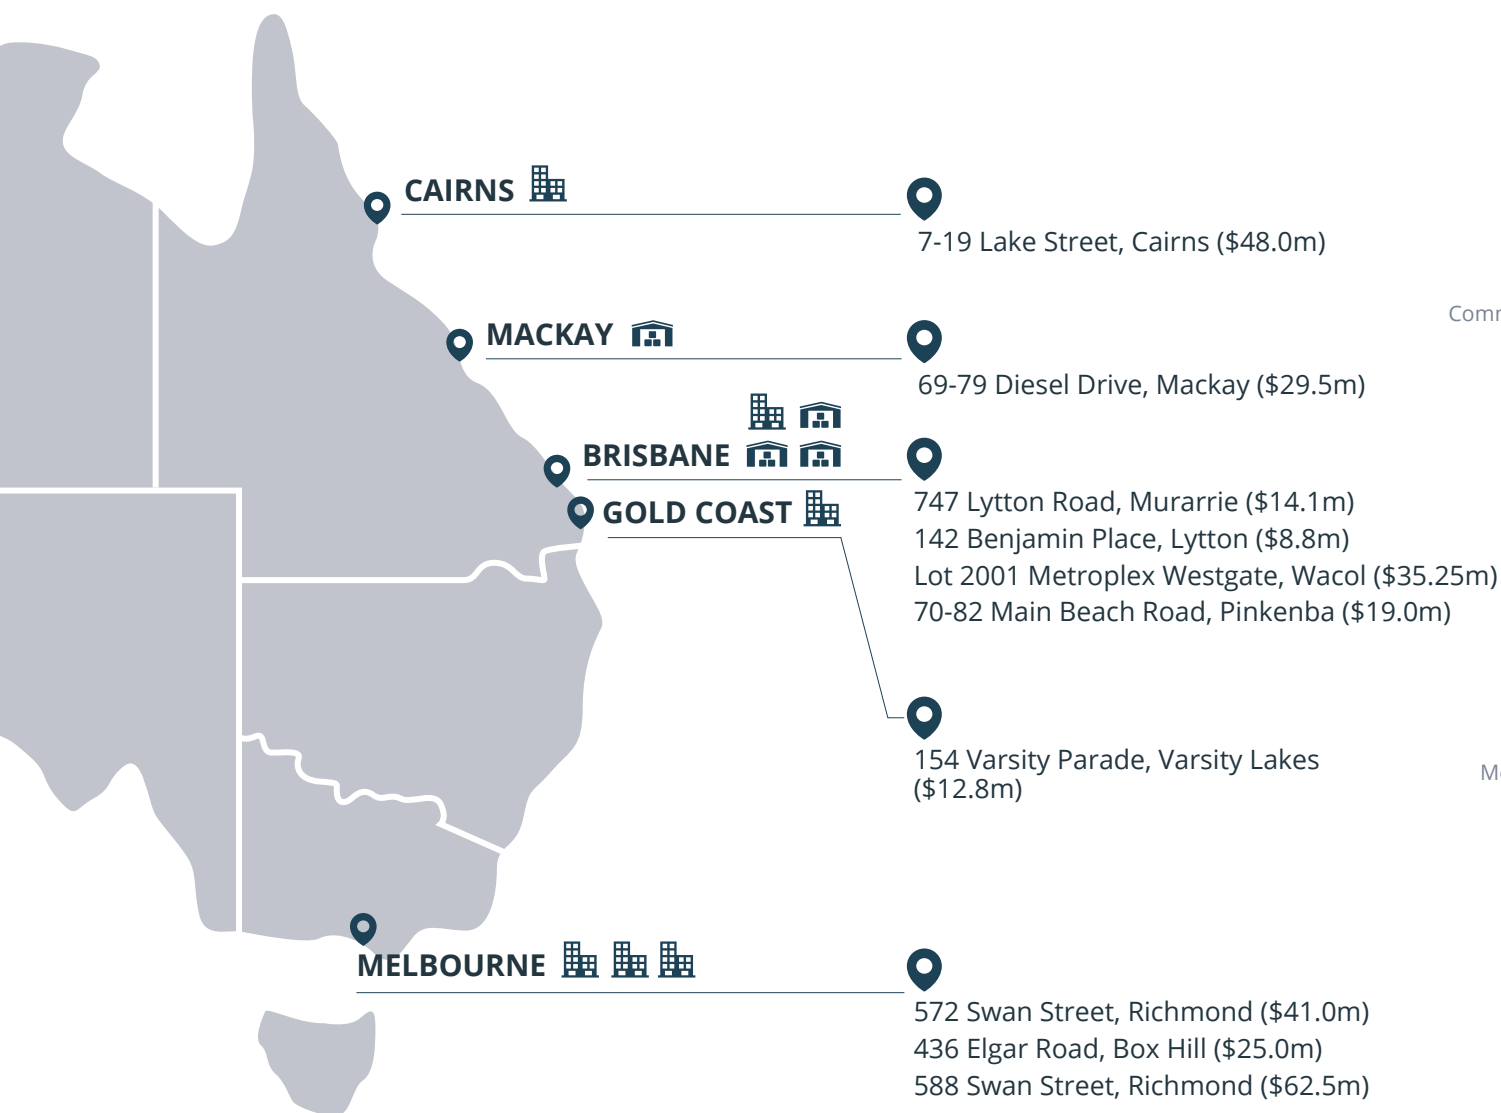 CAIRNS
7-19 Lake Street, Cairns ($48.0m)
Comm
MACKAY
69-79 Diesel Drive, Mackay ($29.5m)
BRISBANE
747 Lytton Road, Murarrie ($14.1m)
142 Benjamin Place, Lytton ($8.8m)
Lot 2001 Metroplex Westgate, Wacol ($35.25m)
70-82 Main Beach Road, Pinkenba ($19.0m)
GOLD COAST
154 Varsity Parade, Varsity Lakes
($12.8m)
MELBOURNE
572 Swan Street, Richmond ($41.0m)
436 Elgar Road, Box Hill ($25.0m)
588 Swan Street, Richmond ($62.5m)